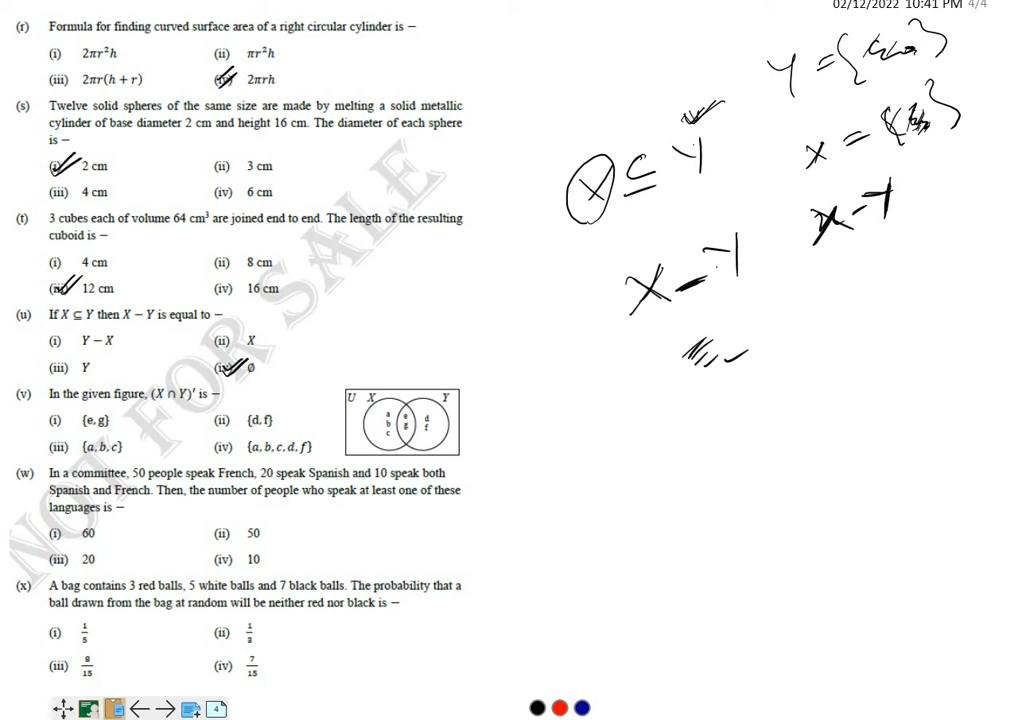 02/12/2022 10:41 PM 4/4
(r) Formula for finding curved surface area of a right circular cylinder is –
(i) 2πr²h (ii) πr²h
(iii) 2πr(h + r) 2πrh
(s) Twelve solid spheres of the same size are made by melting a solid metallic
cylinder of base diameter 2 cm and height 16 cm. The diameter of each sphere
is –
(i) 2 cm (ii) 3 cm
(iii) 4 cm (iv) 6 cm
(t) 3 cubes each of volume 64 cm³ are joined end to end. The length of the resulting
cuboid is –
(i) 4 cm (ii) 8 cm
(iii) 12 cm (iv) 16 cm
(u) If X ⊆ Y then X – Y is equal to –
(i) Y – X (ii) X
(iii) Y (iv) ∅
(v) In the given figure, (X ∩ Y)′ is –
(i) {e, g} (ii) {d, f}
(iii) {a, b, c} (iv) {a, b, c, d, f}
U X Y
a
b
c
e
g
d
f
(w) In a committee, 50 people speak French, 20 speak Spanish and 10 speak both
Spanish and French. Then, the number of people who speak at least one of these
languages is –
(i) 60 (ii) 50
(iii) 20 (iv) 10
(x) A bag contains 3 red balls, 5 white balls and 7 black balls. The probability that a
ball drawn from the bag at random will be neither red nor black is –
(i) 1/5 (ii) 1/3
(iii) 8/15 (iv) 7/15
NOT FOR SALE
Y = { }
X = { }
X ⊆ Y
X - Y
X - Y
4